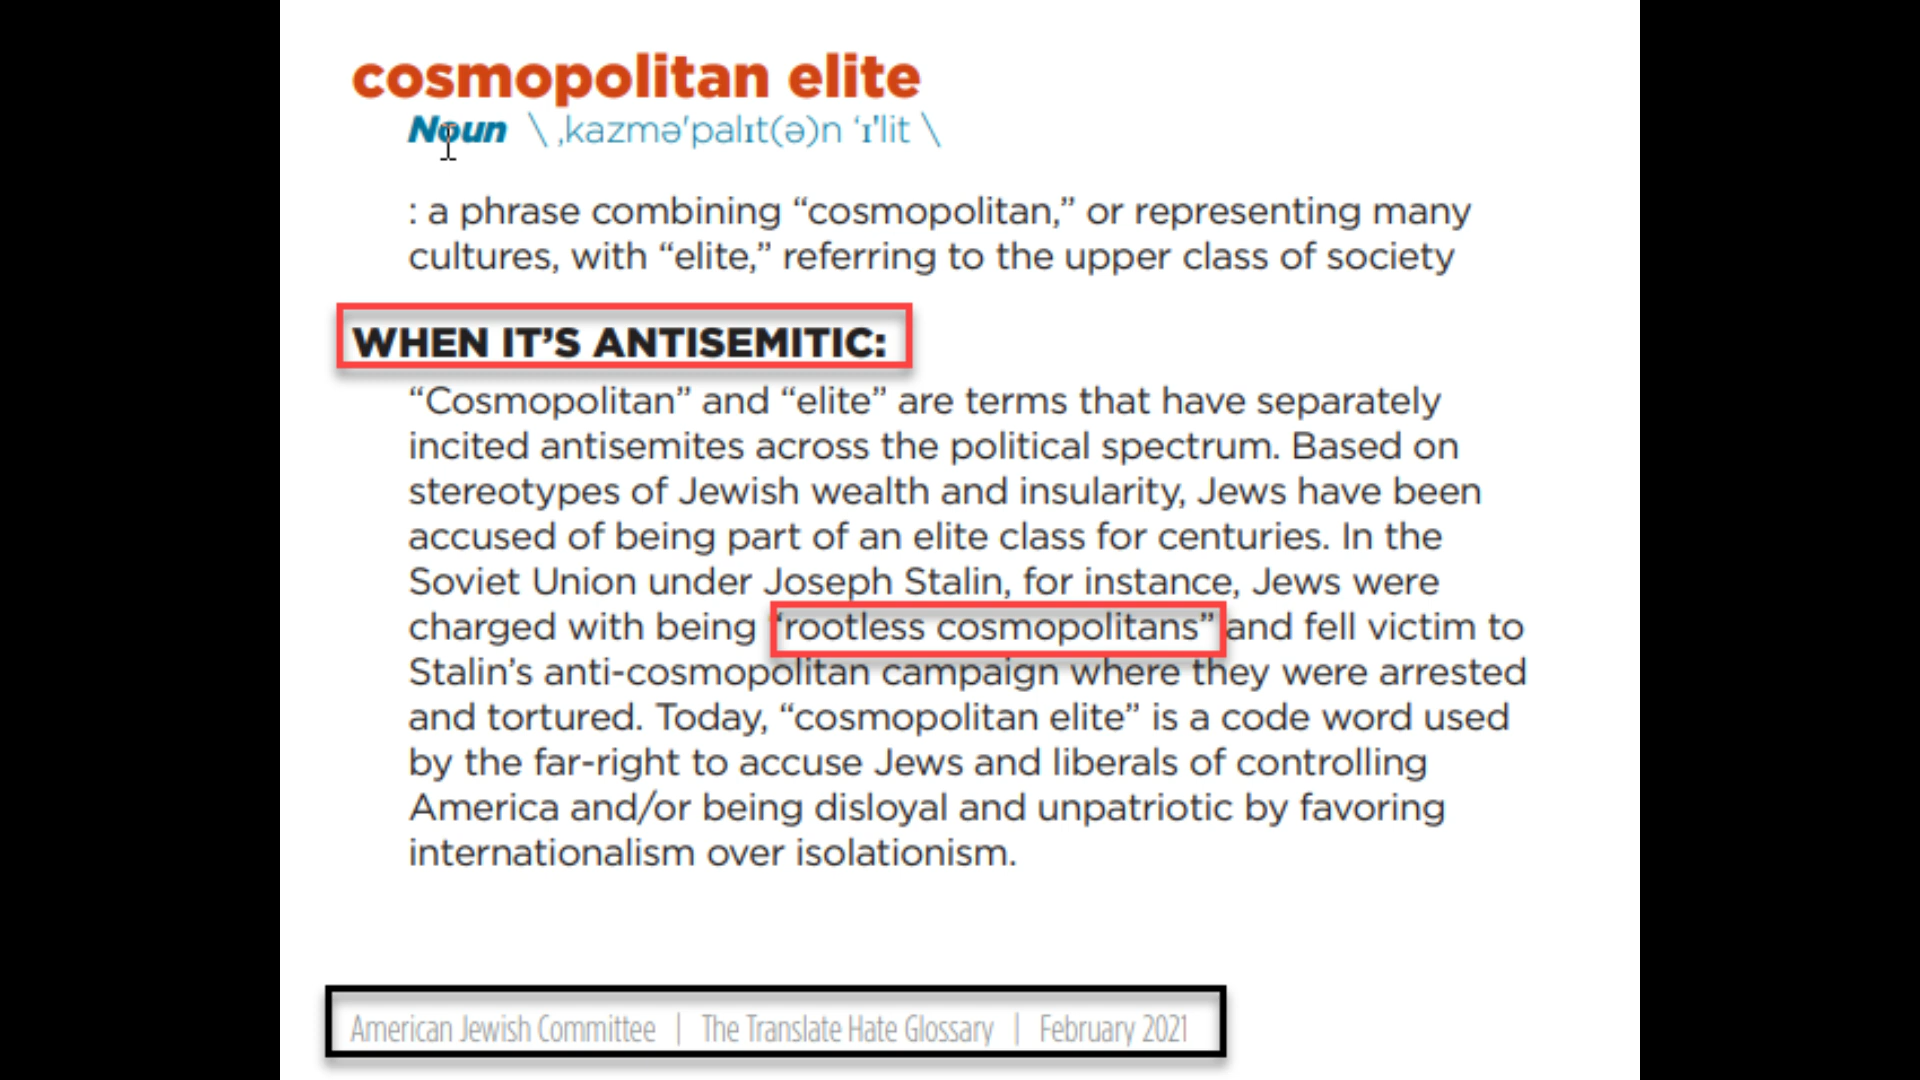 cosmopolitan elite
Noun \ ,kazmə'palɪt(ə)n ‘ɪ'lit \
: a phrase combining “cosmopolitan,” or representing many
cultures, with “elite,” referring to the upper class of society
WHEN IT’S ANTISEMITIC:
“Cosmopolitan” and “elite” are terms that have separately
incited antisemites across the political spectrum. Based on
stereotypes of Jewish wealth and insularity, Jews have been
accused of being part of an elite class for centuries. In the
Soviet Union under Joseph Stalin, for instance, Jews were
charged with being “rootless cosmopolitans” and fell victim to
Stalin’s anti-cosmopolitan campaign where they were arrested
and tortured. Today, “cosmopolitan elite” is a code word used
by the far-right to accuse Jews and liberals of controlling
America and/or being disloyal and unpatriotic by favoring
internationalism over isolationism.
American Jewish Committee | The Translate Hate Glossary | February 2021